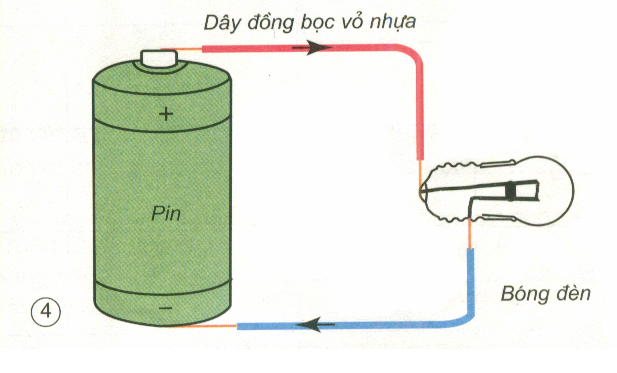 Dây đồng bọc vỏ nhựa
+
Pin
Bóng đèn
−
4